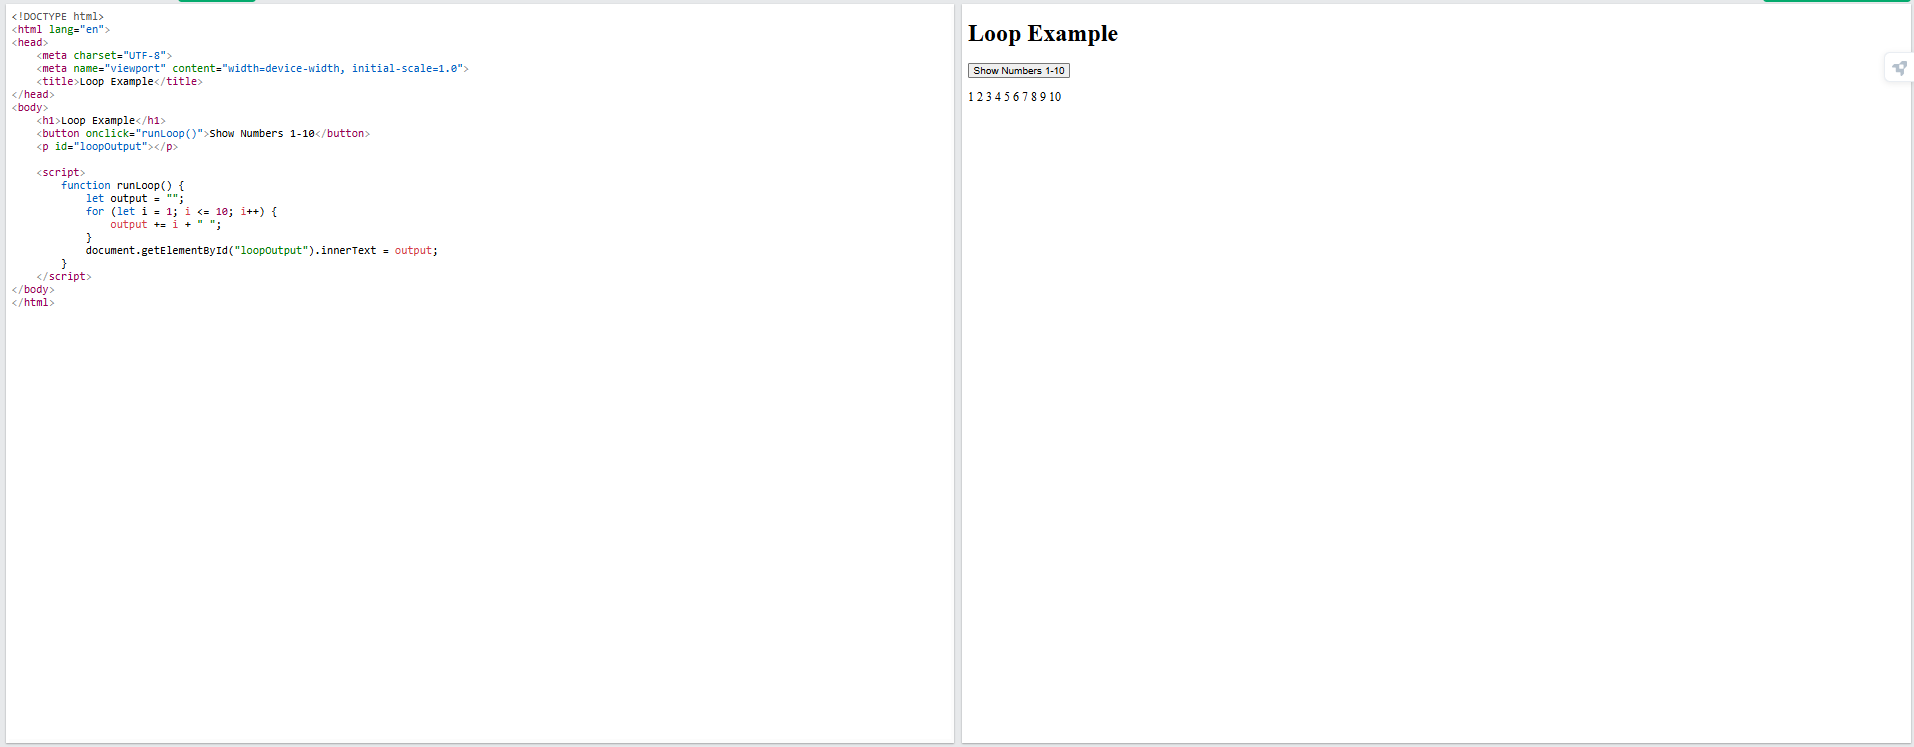 <!DOCTYPE html>
<html lang="en">
<head>
    <meta charset="UTF-8">
    <meta name="viewport" content="width=device-width, initial-scale=1.0">
    <title>Loop Example</title>
</head>
<body>
    <h1>Loop Example</h1>
    <button onclick="runLoop()">Show Numbers 1-10</button>
    <p id="loopOutput"></p>

    <script>
        function runLoop() {
            let output = "";
            for (let i = 1; i <= 10; i++) {
                output += i + " ";
            }
            document.getElementById("loopOutput").innerText = output;
        }
    </script>
</body>
</html>
Loop Example
Show Numbers 1-10
1 2 3 4 5 6 7 8 9 10